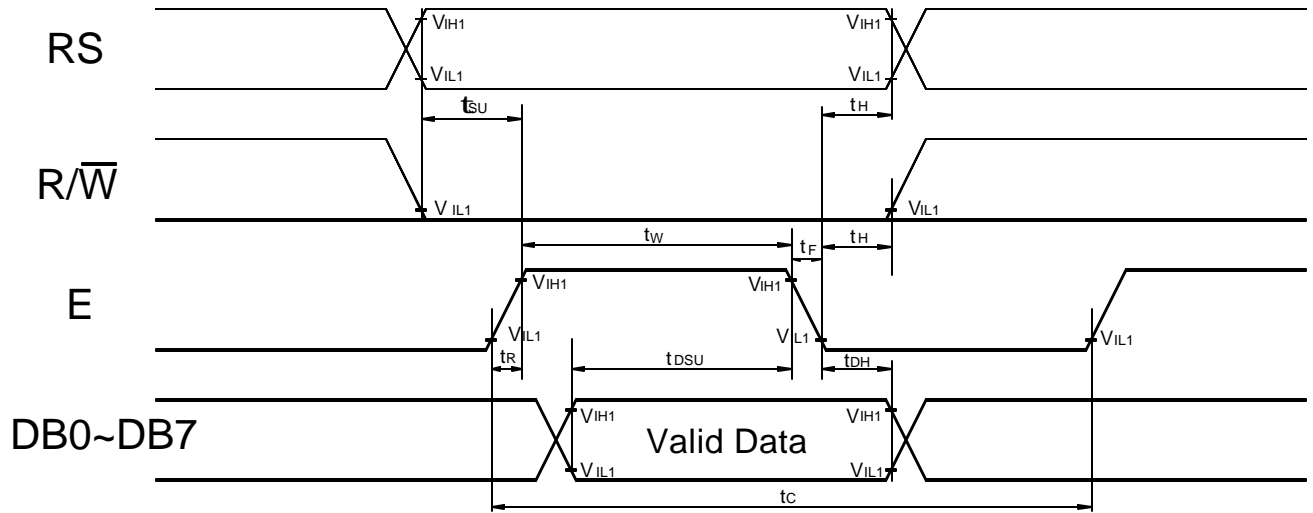 RS
VIH1
VIH1
VIL1
VIL1
tSU
tH
R/W̅
VIL1
VIL1
tW
tF
tH
E
VIH1
VIH1
VIL1
VIL1
VIL1
tR
tDSU
tDH
DB0~DB7
VIH1
VIH1
Valid Data
VIL1
VIL1
tC